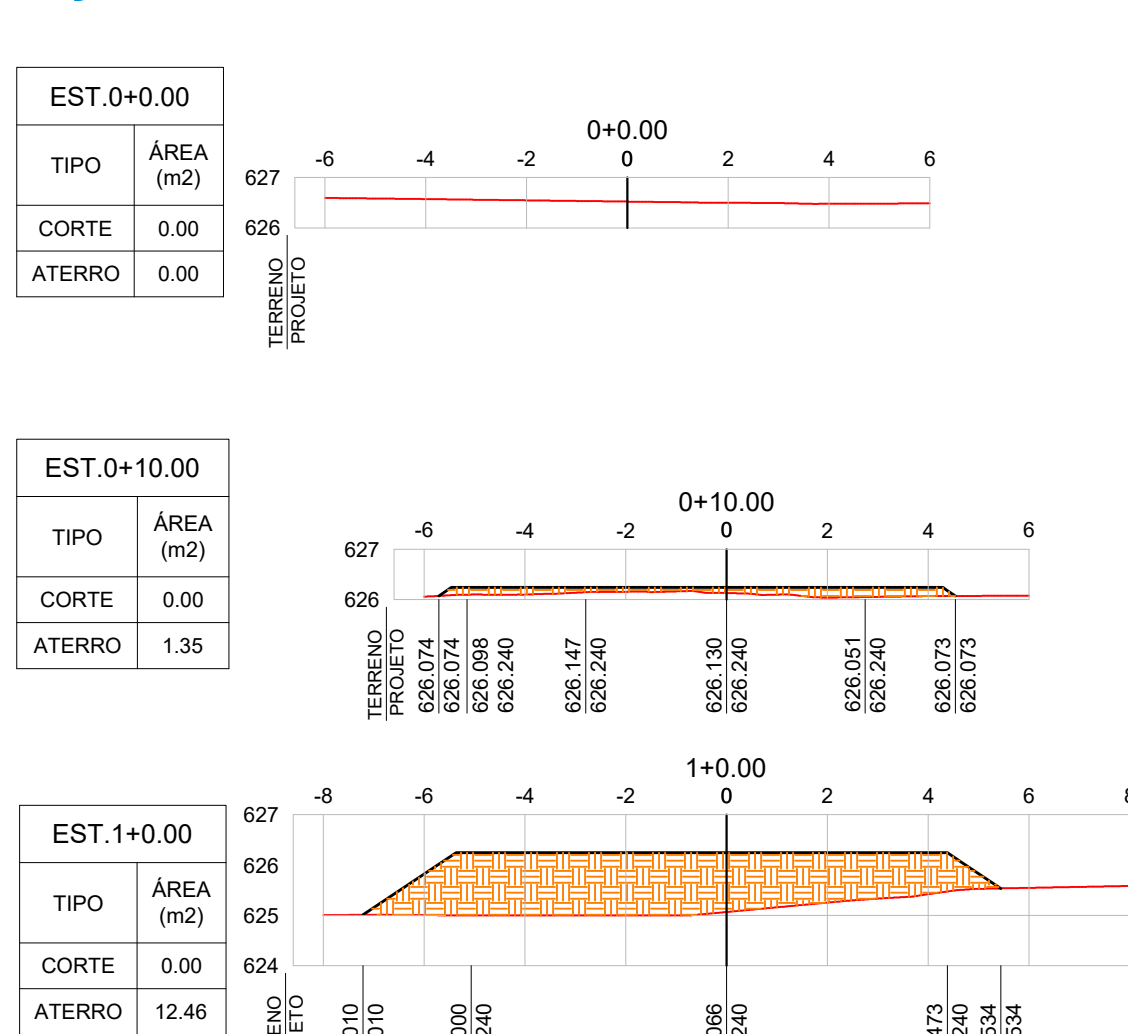 EST.0+0.00
TIPO ÁREA (m2)
CORTE 0.00
ATERRO 0.00
0+0.00
-6 -4 -2 0 2 4 6
627
626
TERRENO
PROJETO
EST.0+10.00
TIPO ÁREA (m2)
CORTE 0.00
ATERRO 1.35
0+10.00
-6 -4 -2 0 2 4 6
627
626
TERRENO
PROJETO
626.074
626.074
626.098
626.240
626.147
626.240
626.130
626.240
626.051
626.240
626.073
626.073
EST.1+0.00
TIPO ÁREA (m2)
CORTE 0.00
ATERRO 12.46
1+0.00
-8 -6 -4 -2 0 2 4 6 8
627
626
625
624